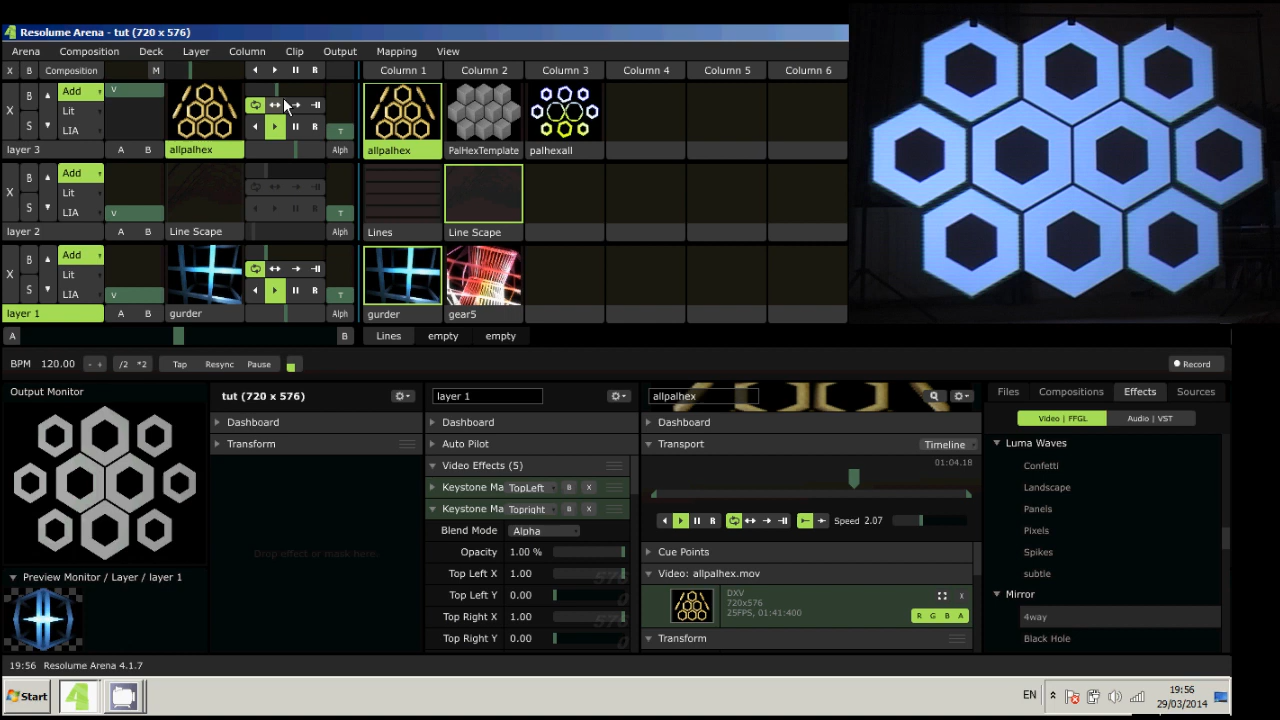 Resolume Arena - tut (720 x 576)
Arena Composition Deck Layer Column Clip Output Mapping View
X B Composition M R Column 1 Column 2 Column 3 Column 4 Column 5 Column 6
B Add V
X Lit
S LIA R T
layer 3 A B allpalhex Alph allpalhex PalHexTemplate palhexall
B Add
X Lit
S LIA V R T
layer 2 A B Line Scape Alph Lines Line Scape
B Add
X Lit
S LIA V R T
layer 1 A B gurder Alph gurder gear5
A B Lines empty empty
BPM 120.00 - + /2 *2 Tap Resync Pause Record
Output Monitor tut (720 x 576) layer 1 allpalhex Files Compositions Effects Sources
Dashboard Dashboard Dashboard Video | FFGL Audio | VST
Transform Auto Pilot Transport Timeline Luma Waves
Video Effects (5) 01:04.18 Confetti
Keystone Ma TopLeft B X Landscape
Keystone Ma Topright B X Panels
Blend Mode Alpha R Speed 2.07 Pixels
Drop effect or mask here. Opacity 1.00 % Cue Points Spikes
Preview Monitor / Layer / layer 1 Top Left X 1.00 576 Video: allpalhex.mov subtle
Top Left Y 0.00 0 DXV Mirror
720x576
Top Right X 1.00 576 25FPS, 01:41:400 R G B A 4way
Top Right Y 0.00 0 Transform Black Hole
19:56 Resolume Arena 4.1.7
Start EN 19:56
29/03/2014